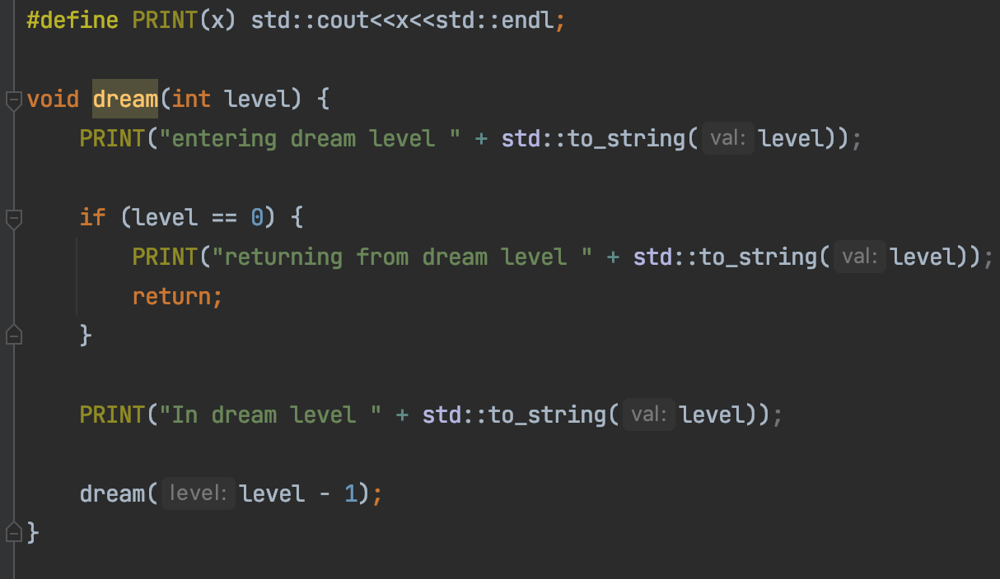 #define PRINT(x) std::cout<<x<<std::endl;
void dream(int level) {
PRINT("entering dream level " + std::to_string( val: level));
if (level == 0) {
PRINT("returning from dream level " + std::to_string( val: level));
return;
}
PRINT("In dream level " + std::to_string( val: level));
dream( level: level - 1);
}